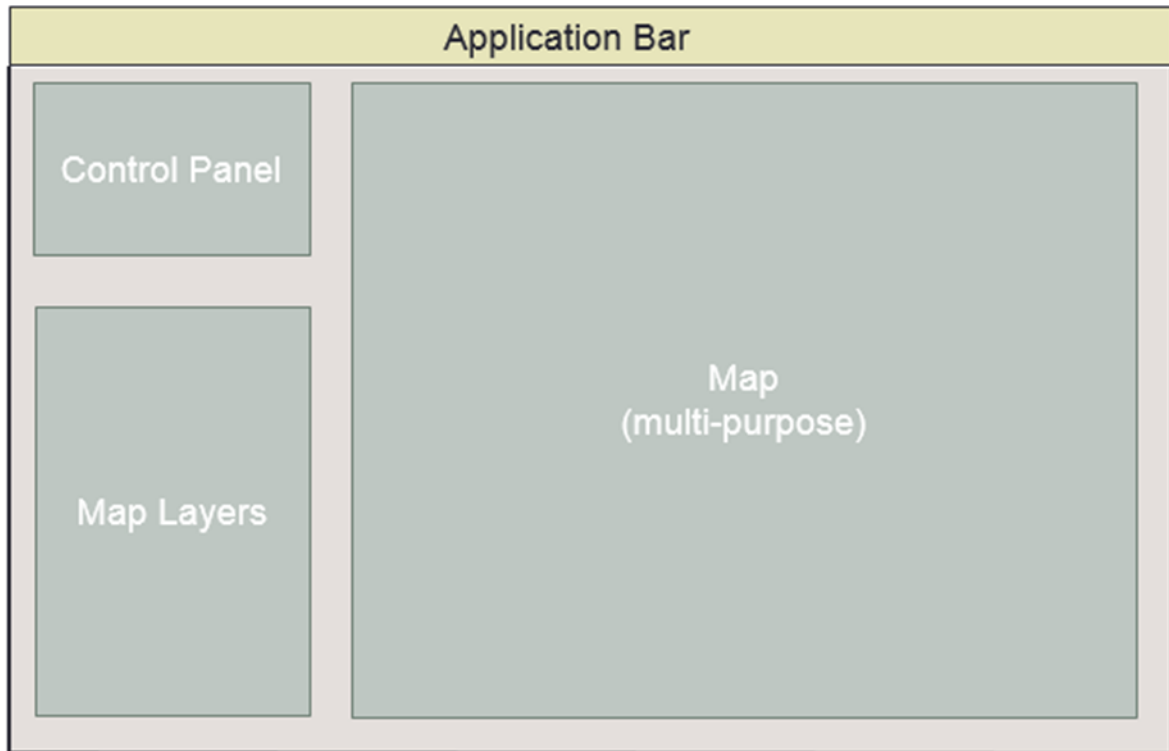 Application Bar
Control Panel
Map Layers
Map
(multi-purpose)